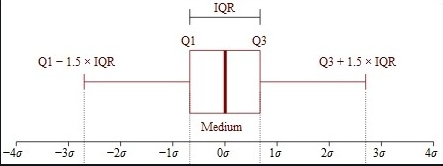 IQR
Q1 Q3
Q1 − 1.5 × IQR Q3 + 1.5 × IQR
Medium
−4σ −3σ −2σ −1σ 0σ 1σ 2σ 3σ 4σ